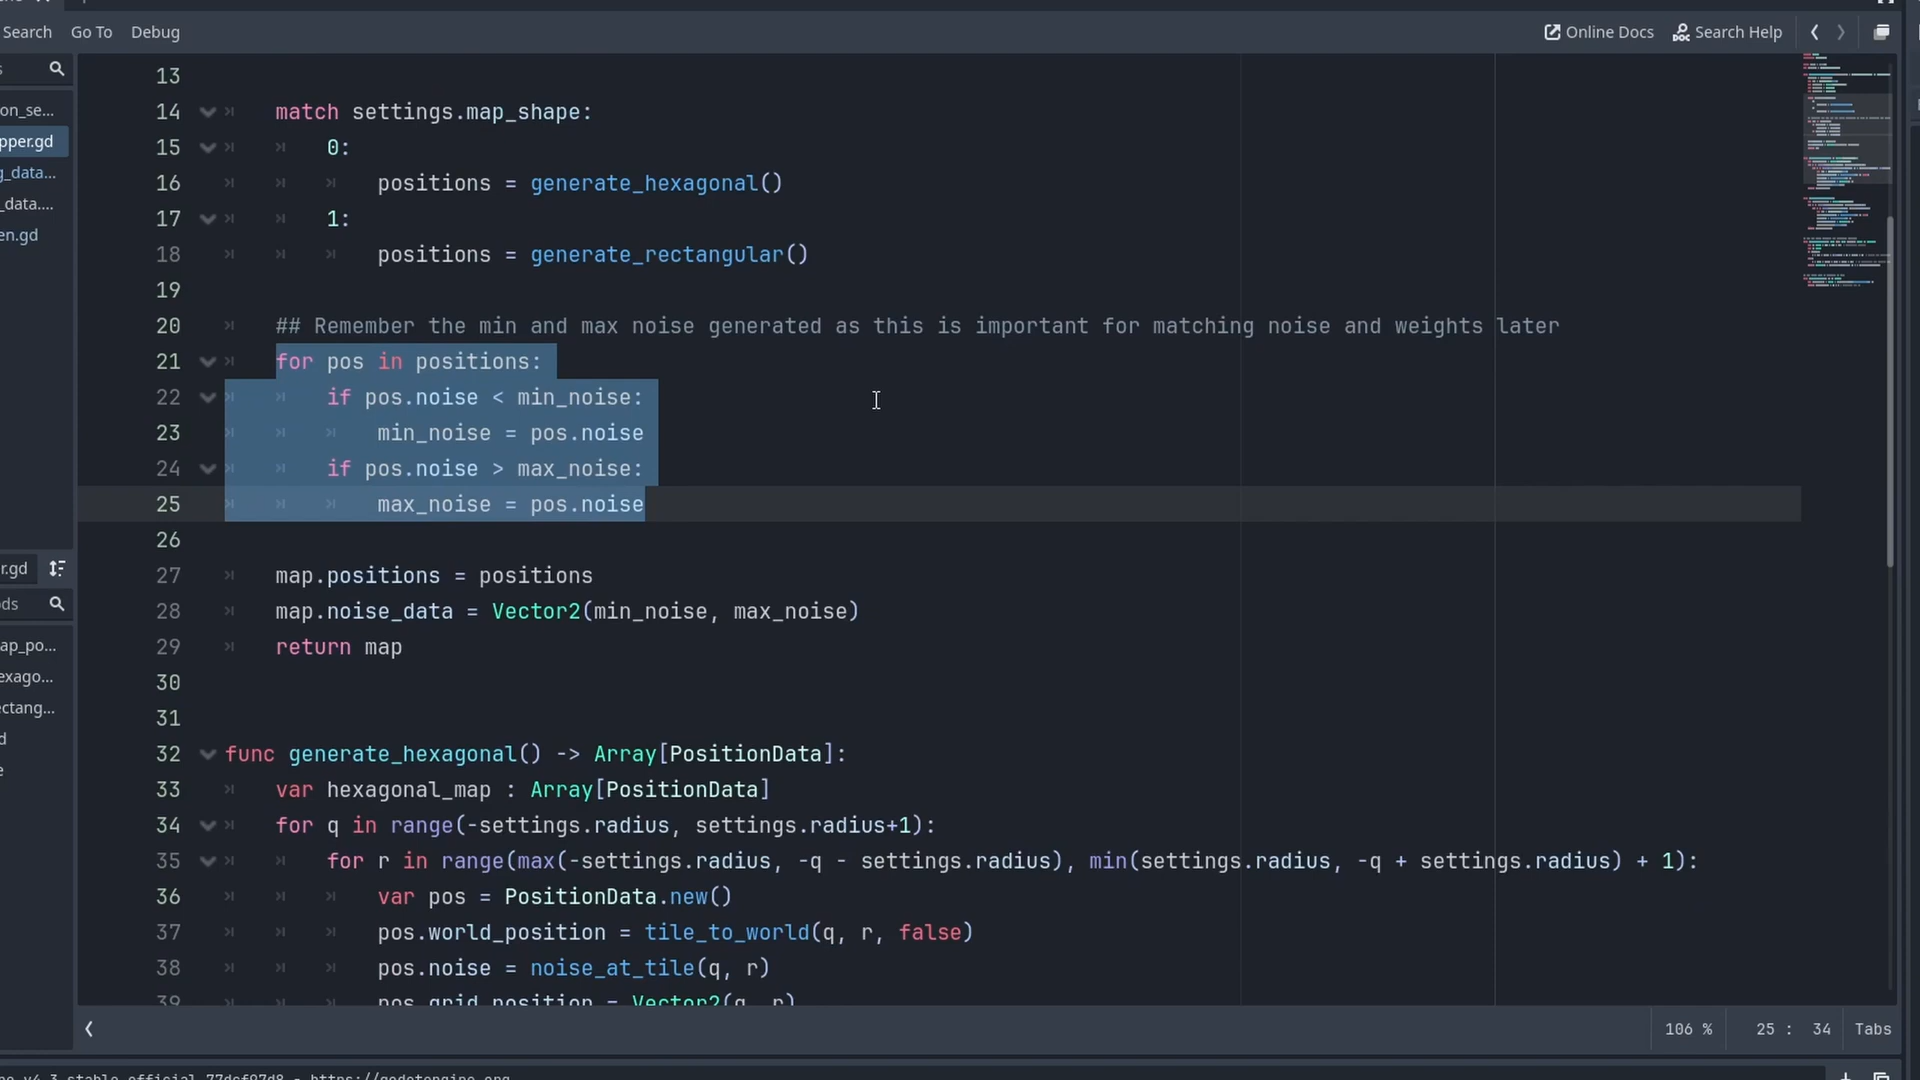 Search Go To Debug Online Docs Search Help
on_se...
pper.gd
g_data...
_data....
en.gd
r.gd
ds
ap_po...
exago...
ectang...
d
e
13
14 match settings.map_shape:
15 0:
16 positions = generate_hexagonal()
17 1:
18 positions = generate_rectangular()
19
20 ## Remember the min and max noise generated as this is important for matching noise and weights later
21 for pos in positions:
22 if pos.noise < min_noise:
23 min_noise = pos.noise
24 if pos.noise > max_noise:
25 max_noise = pos.noise
26
27 map.positions = positions
28 map.noise_data = Vector2(min_noise, max_noise)
29 return map
30
31
32 func generate_hexagonal() -> Array[PositionData]:
33 var hexagonal_map : Array[PositionData]
34 for q in range(-settings.radius, settings.radius+1):
35 for r in range(max(-settings.radius, -q - settings.radius), min(settings.radius, -q + settings.radius) + 1):
36 var pos = PositionData.new()
37 pos.world_position = tile_to_world(q, r, false)
38 pos.noise = noise_at_tile(q, r)
39 pos.grid_position = Vector2(q, r)
106 % 25 : 34 Tabs